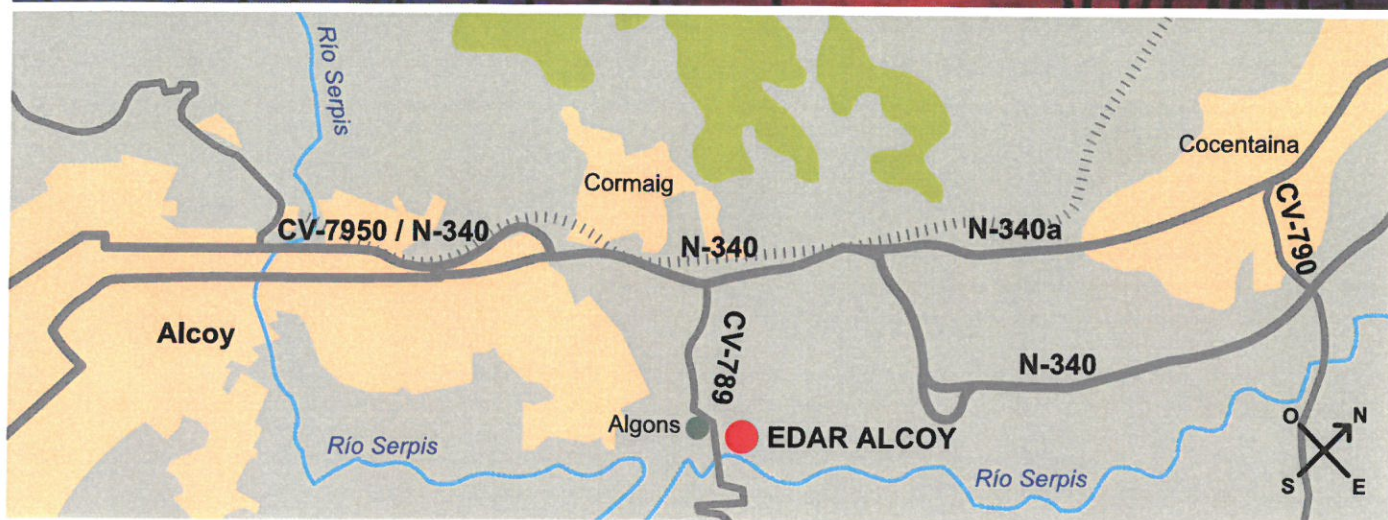 Río Serpis
Cocentaina
Cormaig
CV-7950 / N-340
N-340
N-340a
CV-790
Alcoy
CV-789
N-340
Algons
EDAR ALCOY
Río Serpis
Río Serpis
O
N
S
E